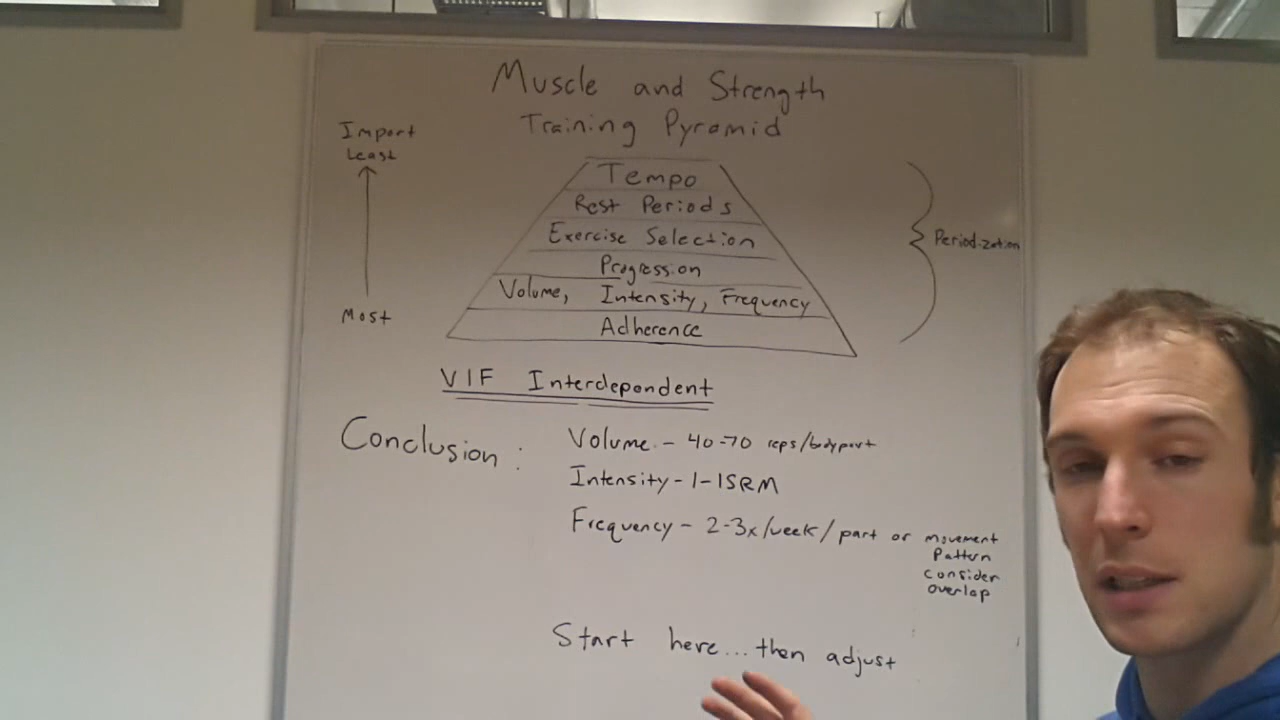 Muscle and Strength
Training Pyramid
Import
Least
Most
Tempo
Rest Periods
Exercise Selection
Progression
Volume, Intensity, Frequency
Adherence
Periodization
VIF Interdependent
Conclusion:
Volume - 40-70 reps/bodypart
Intensity - 1-15RM
Frequency - 2-3x/week/part or movement
Pattern
consider
overlap
Start here...then adjust